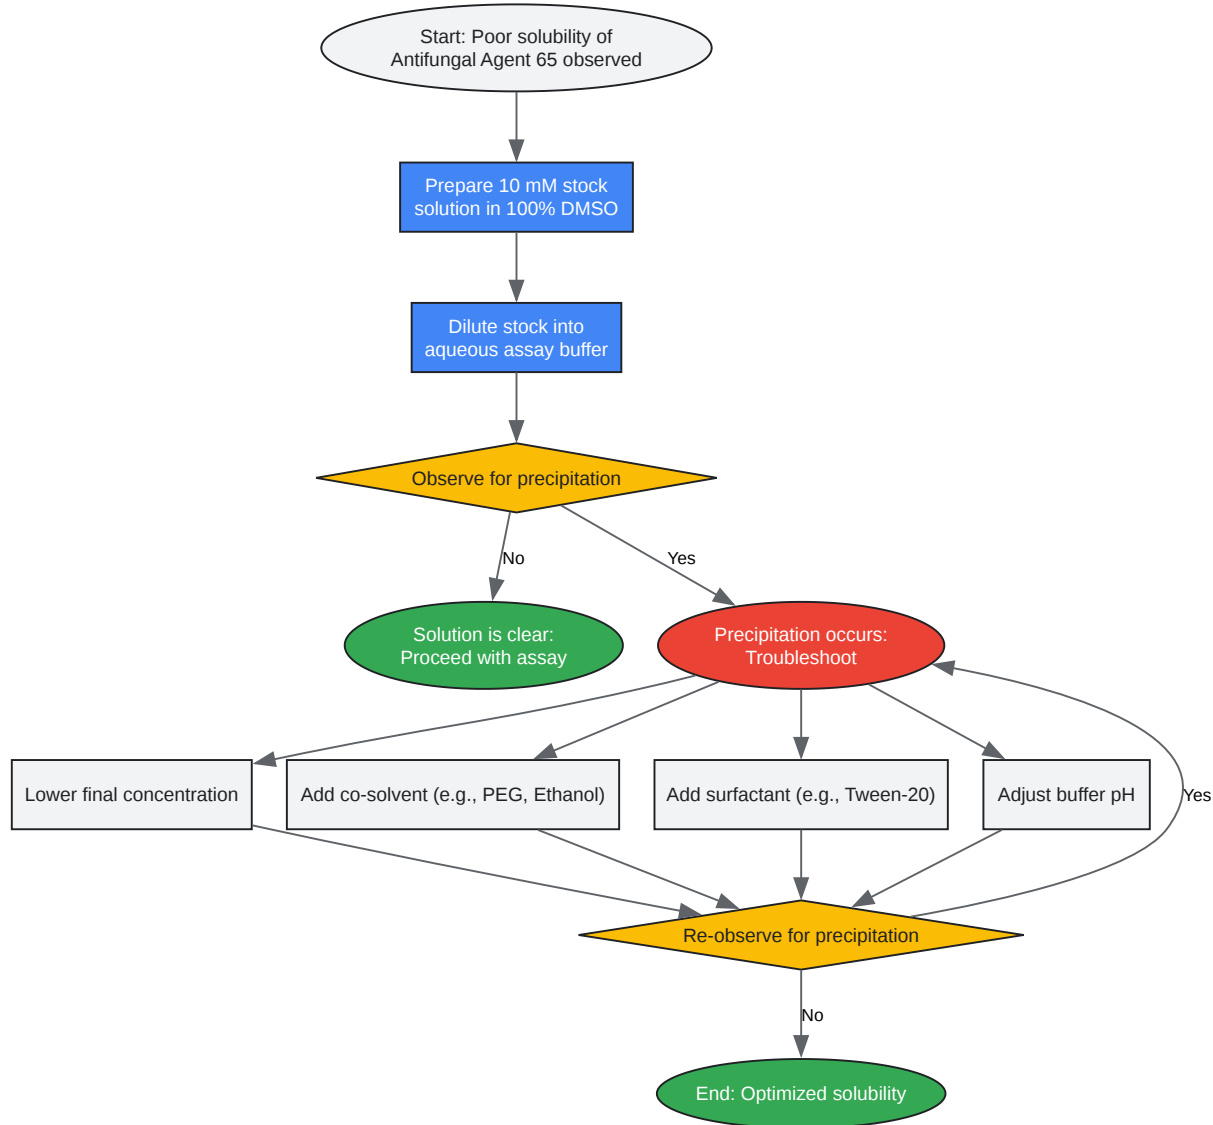 Start: Poor solubility of
Antifungal Agent 65 observed
Prepare 10 mM stock
solution in 100% DMSO
Dilute stock into
aqueous assay buffer
Observe for precipitation
No
Yes
Solution is clear:
Proceed with assay
Precipitation occurs:
Troubleshoot
Lower final concentration
Add co-solvent (e.g., PEG, Ethanol)
Add surfactant (e.g., Tween-20)
Adjust buffer pH
Yes
Re-observe for precipitation
No
End: Optimized solubility